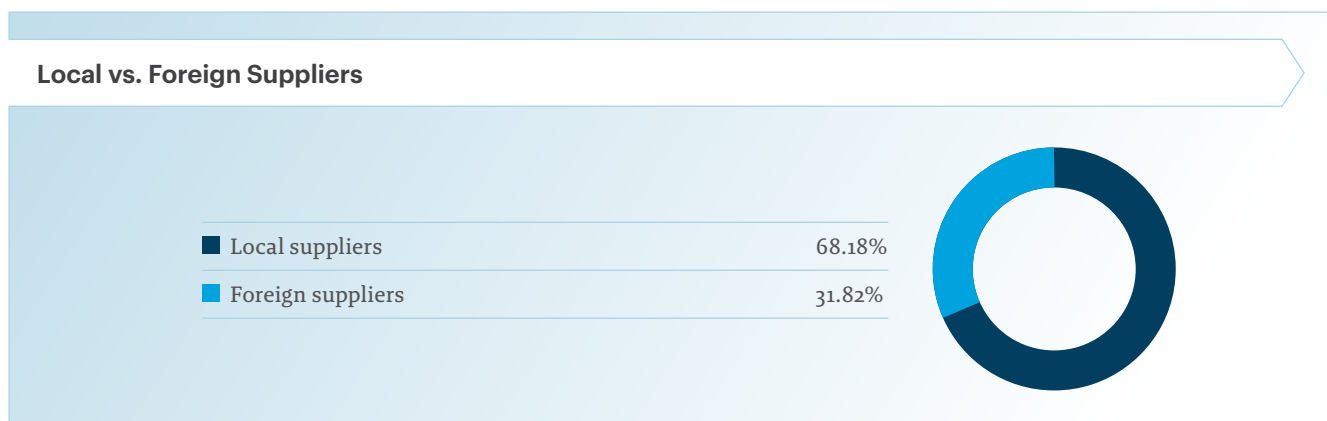 Local vs. Foreign Suppliers
Local suppliers 68.18%
Foreign suppliers 31.82%